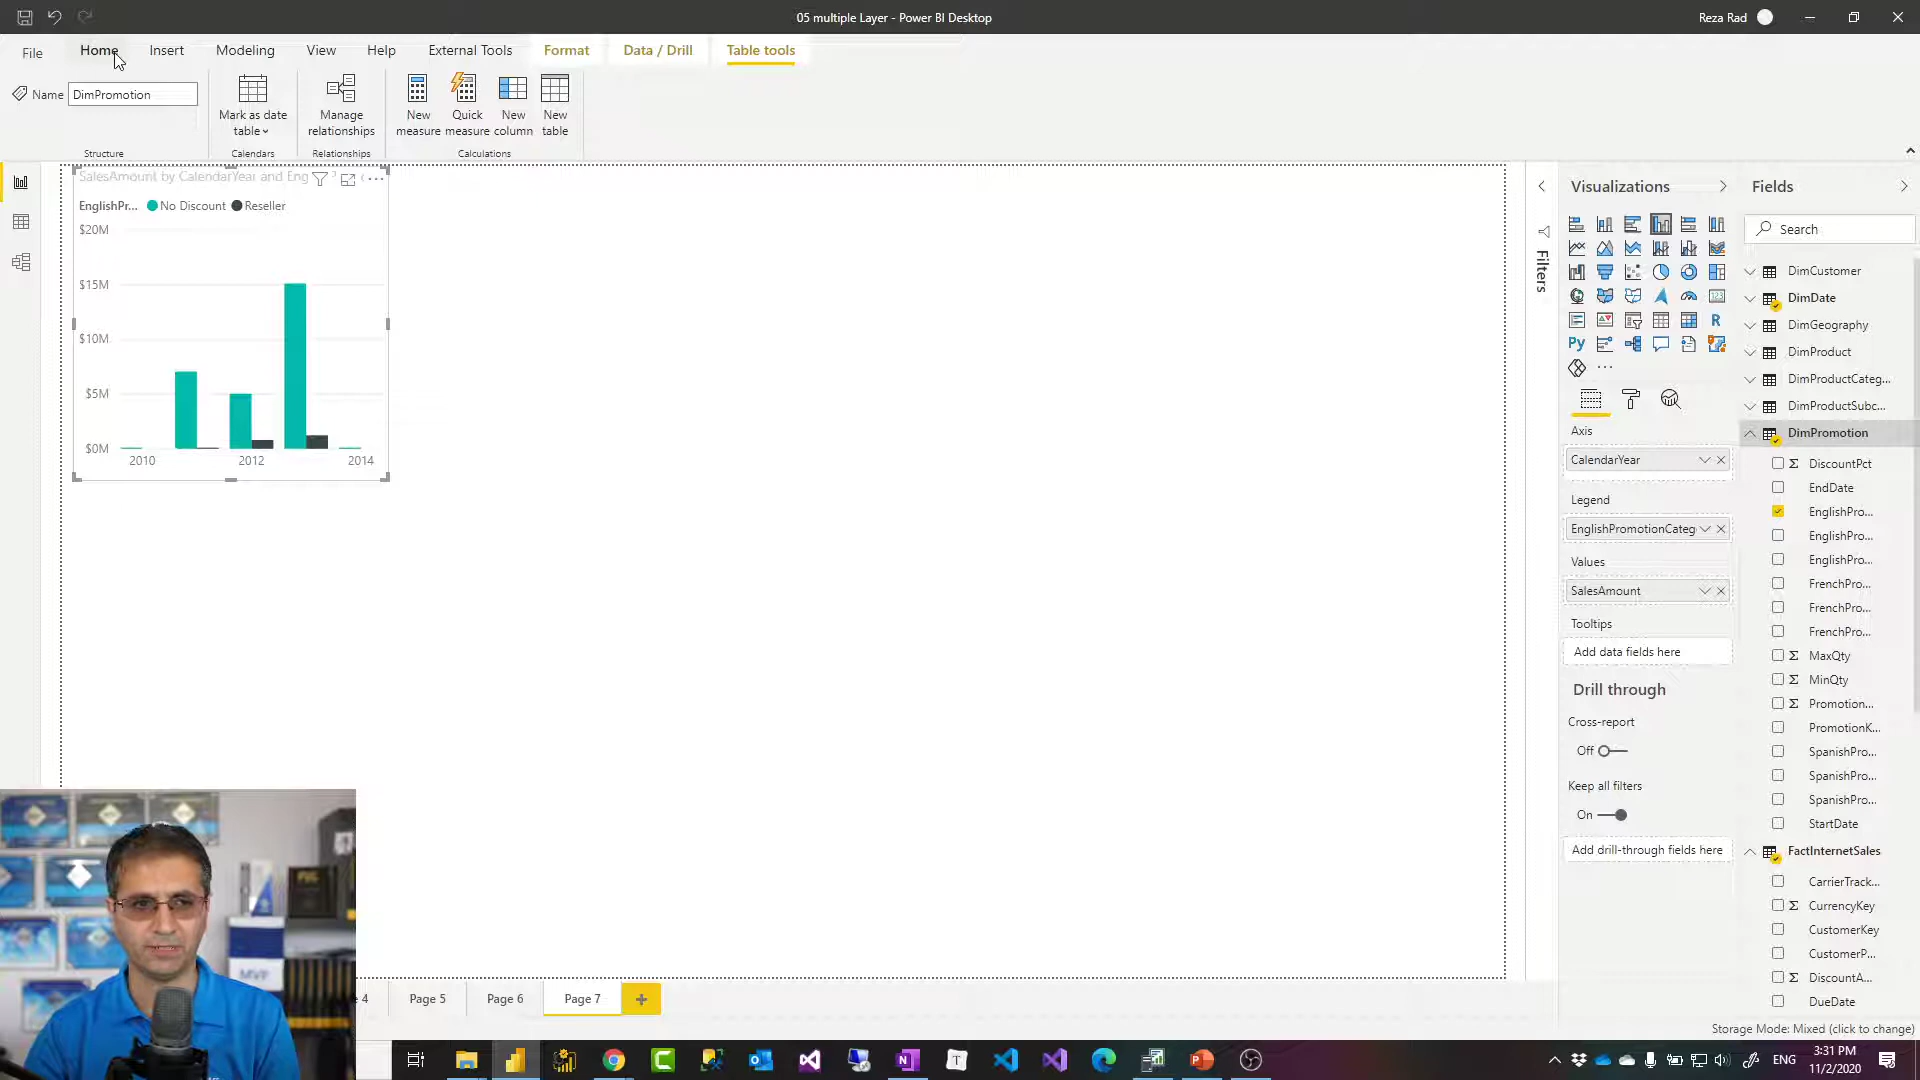 05 multiple Layer - Power BI Desktop
Reza Rad
File
Home
Insert
Modeling
View
Help
External Tools
Format
Data / Drill
Table tools
Name
DimPromotion
Mark as date
table
Manage
relationships
New
measure
Quick
measure
New
column
New
table
Structure
Calendars
Relationships
Calculations
SalesAmount by CalendarYear and Eng
EnglishPr...
No Discount
Reseller
$20M
$15M
$10M
$5M
$0M
2010
2012
2014
Filters
Visualizations
Axis
CalendarYear
Legend
EnglishPromotionCateg
Values
SalesAmount
Tooltips
Add data fields here
Drill through
Cross-report
Off
Keep all filters
On
Add drill-through fields here
Fields
Search
DimCustomer
DimDate
DimGeography
DimProduct
DimProductCateg...
DimProductSubc...
DimPromotion
DiscountPct
EndDate
EnglishPro...
EnglishPro...
EnglishPro...
FrenchPro...
FrenchPro...
FrenchPro...
MaxQty
MinQty
Promotion...
PromotionK...
SpanishPro...
SpanishPro...
SpanishPro...
StartDate
FactInternetSales
CarrierTrack...
CurrencyKey
CustomerKey
CustomerP...
DiscountA...
DueDate
MVP
4
Page 5
Page 6
Page 7
Storage Mode: Mixed (click to change)
ENG
3:31 PM
11/2/2020